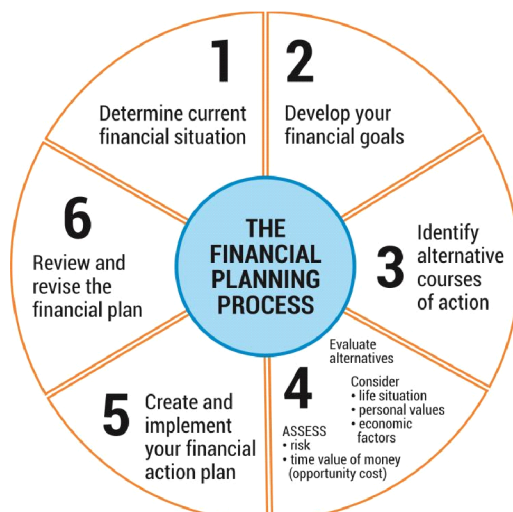 1
Determine current
financial situation
2
Develop your
financial goals
THE
FINANCIAL
PLANNING
PROCESS
3
Identify
alternative
courses
of action
4
Evaluate
alternatives
Consider
• life situation
• personal values
• economic
factors
ASSESS
• risk
• time value of money
(opportunity cost)
5
Create and
implement
your financial
action plan
6
Review and
revise the
financial plan